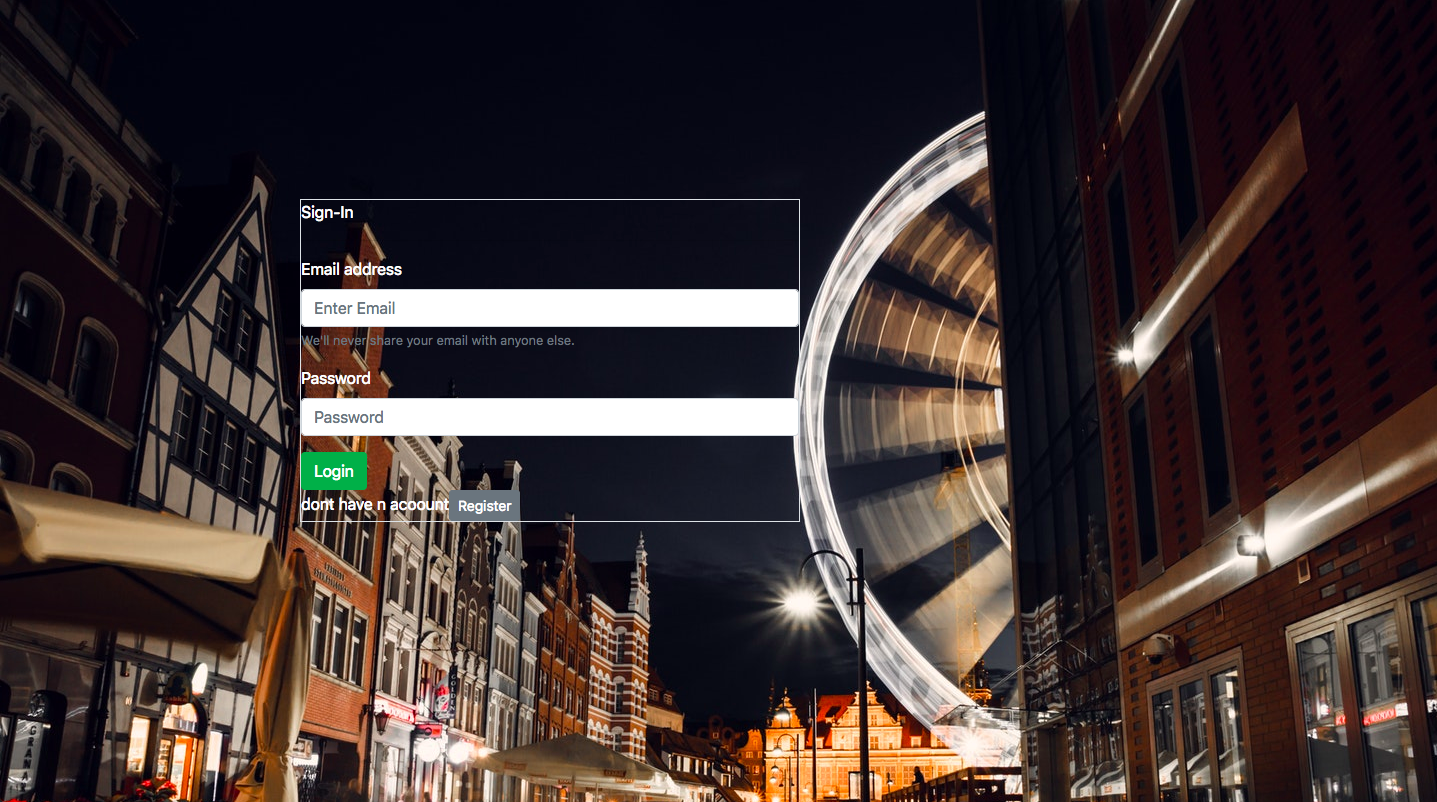 Sign-In
Email address
Enter Email
We'll never share your email with anyone else.
Password
Password
Login
dont have n acoount Register